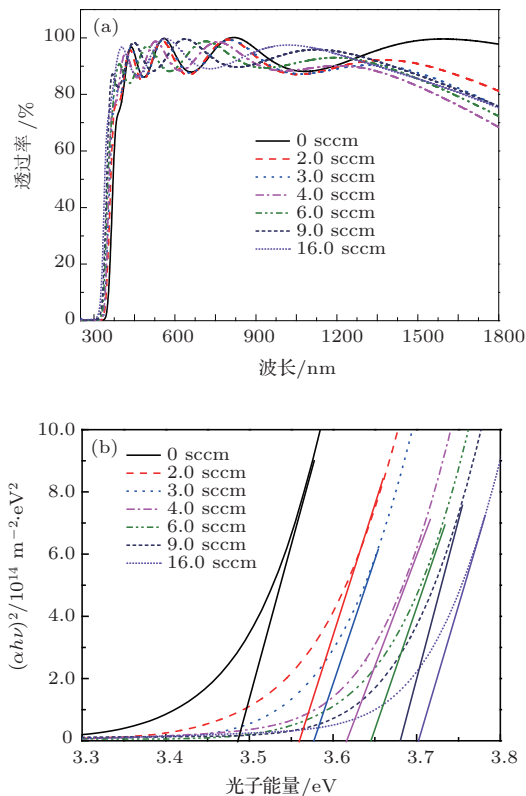 (a)
透过率/%
100
80
60
40
20
0
0 sccm
2.0 sccm
3.0 sccm
4.0 sccm
6.0 sccm
9.0 sccm
16.0 sccm
300
600
900
1200
1500
1800
波长/nm
(b)
(αhν)²/10¹⁴ m⁻²·eV²
10.0
8.0
6.0
4.0
2.0
0
0 sccm
2.0 sccm
3.0 sccm
4.0 sccm
6.0 sccm
9.0 sccm
16.0 sccm
3.3
3.4
3.5
3.6
3.7
3.8
光子能量/eV